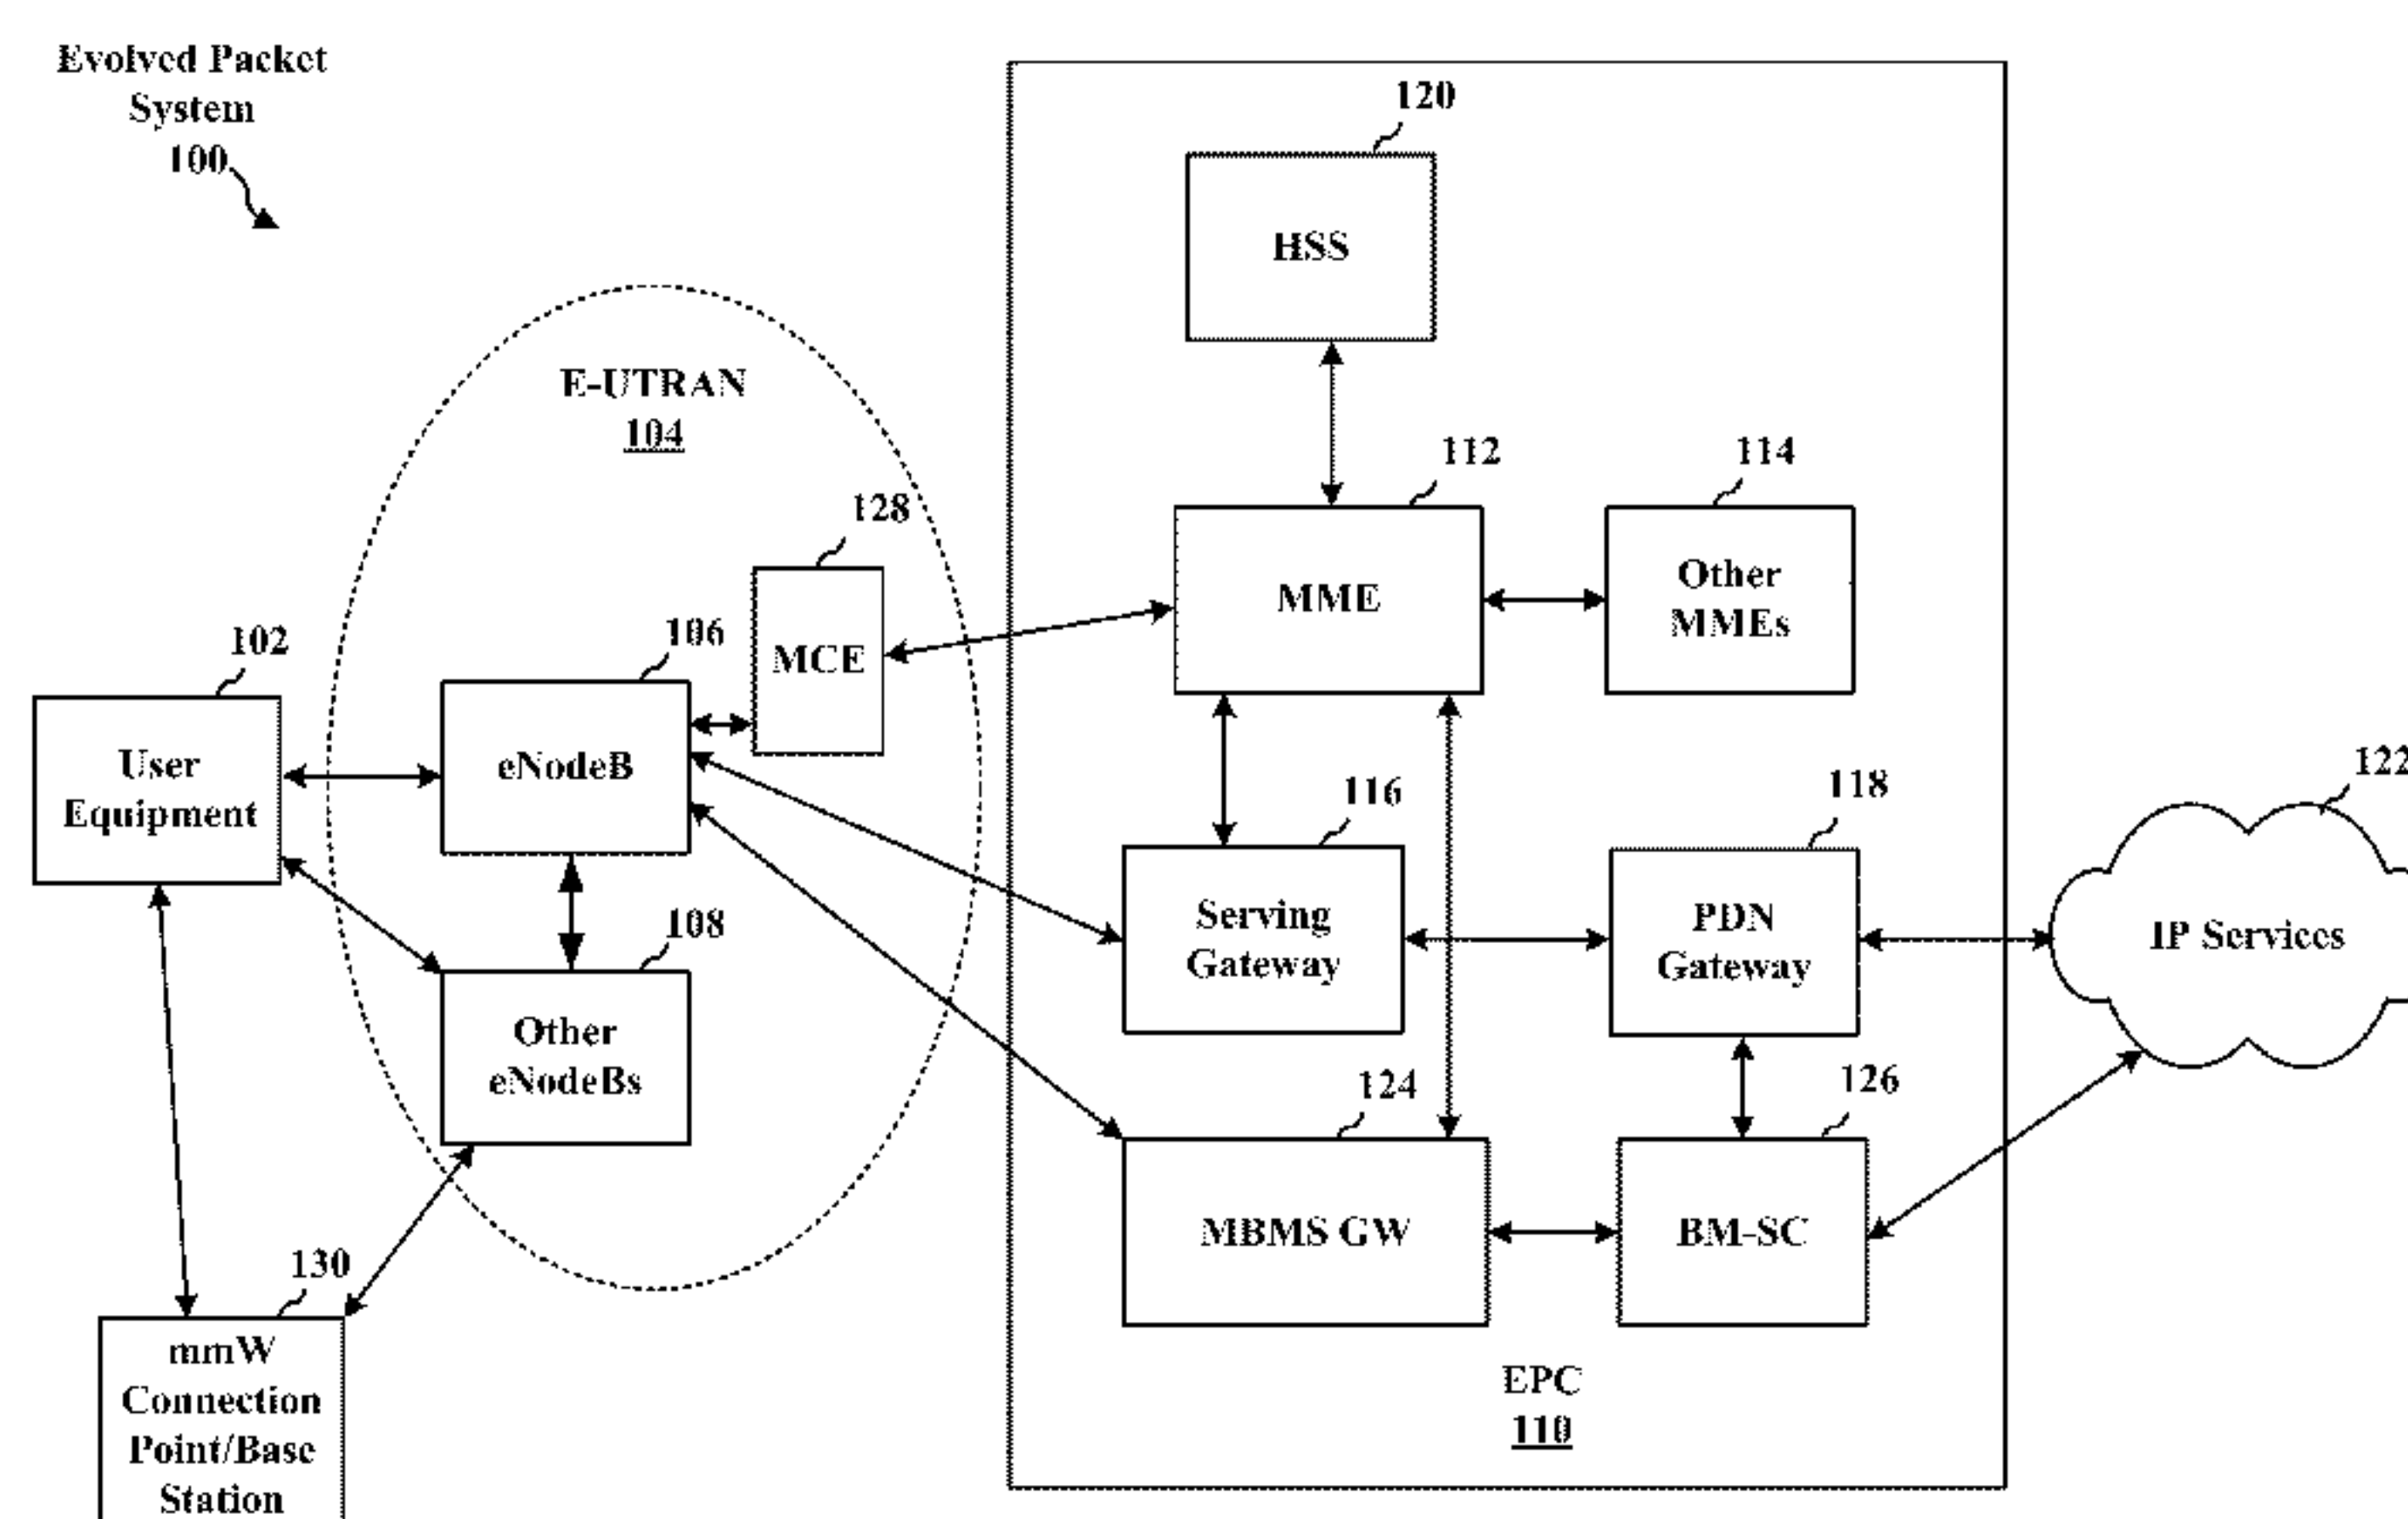 Evolved Packet
System
100
120
HSS
E-UTRAN
104
112
114
128
MME
Other
MMEs
MCE
102
106
User
Equipment
eNodeB
116
118
122
Serving
Gateway
PDN
Gateway
IP Services
108
Other
eNodeBs
124
126
MBMS GW
BM-SC
130
mmW
Connection
Point/Base
Station
EPC
110